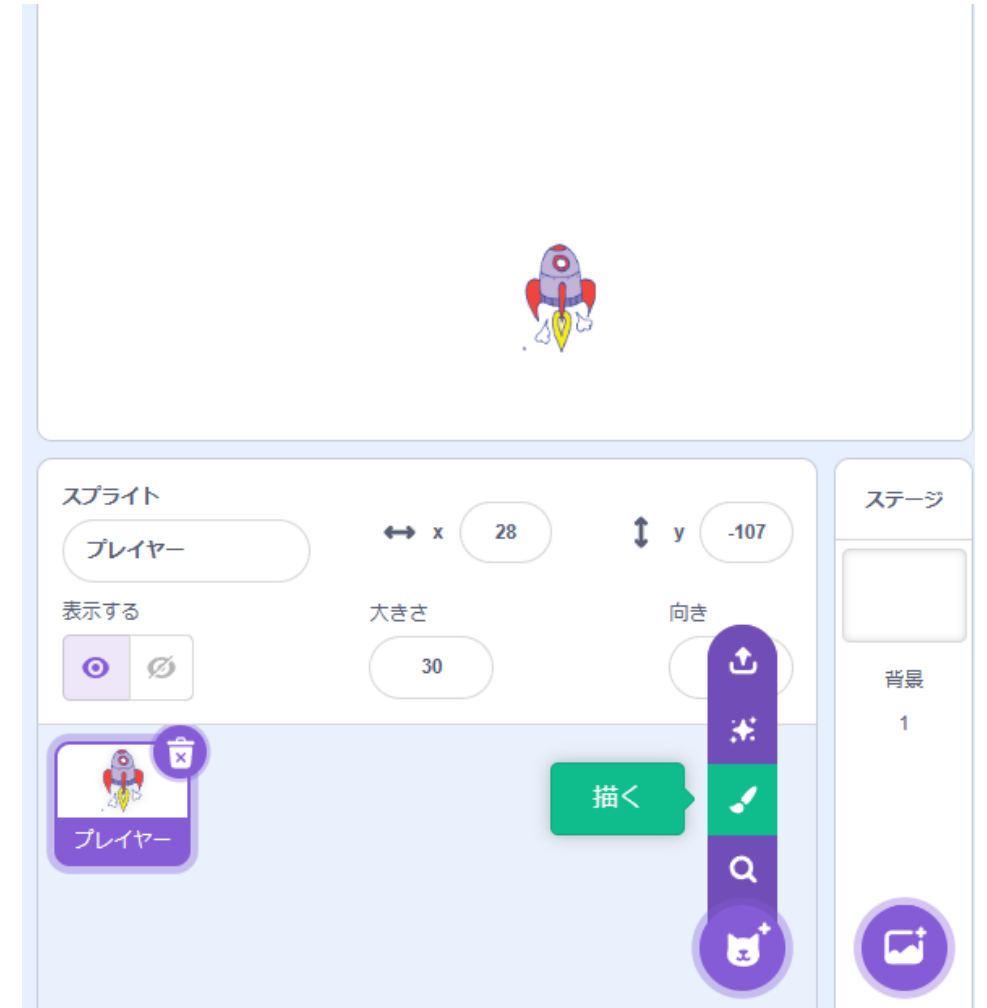 スプライト
プレイヤー
x 28
y -107
表示する
大きさ
30
向き
プレイヤー
描く
ステージ
背景
1